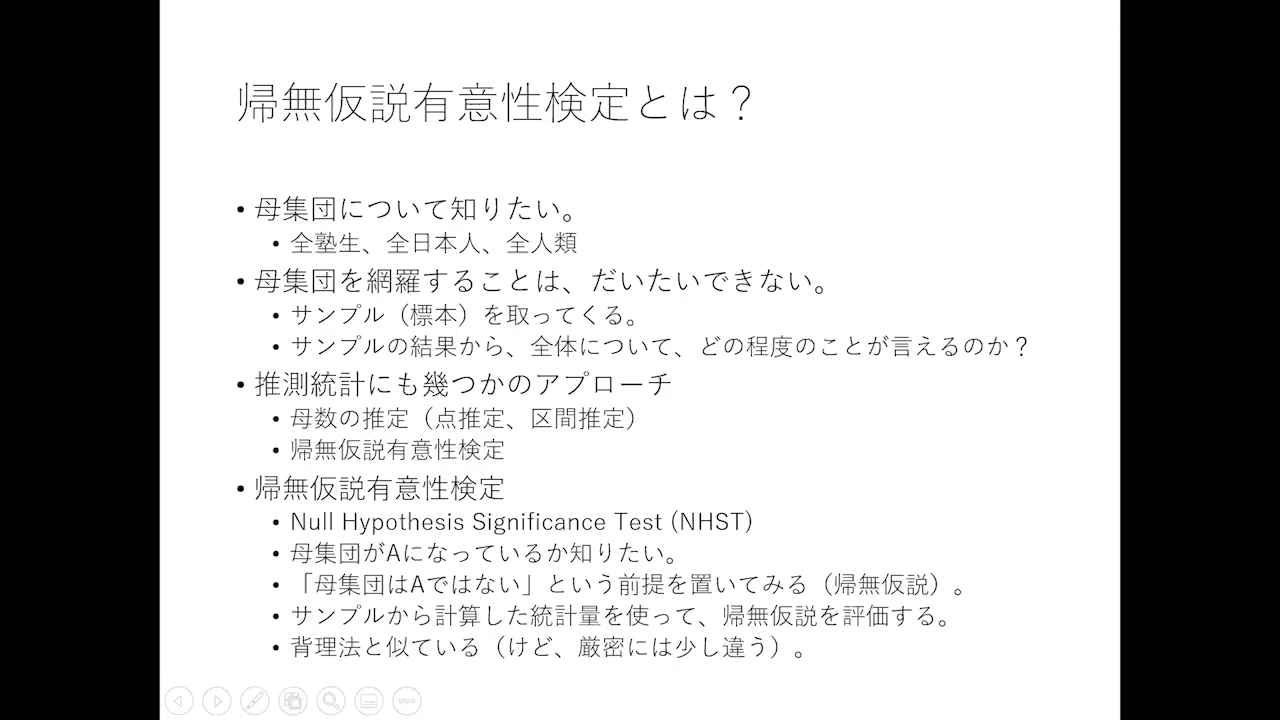 帰無仮説有意性検定とは？
• 母集団について知りたい。
• 全塾生、全日本人、全人類
• 母集団を網羅することは、だいたいできない。
• サンプル（標本）を取ってくる。
• サンプルの結果から、全体について、どの程度のことが言えるのか？
• 推測統計にも幾つかのアプローチ
• 母数の推定（点推定、区間推定）
• 帰無仮説有意性検定
• 帰無仮説有意性検定
• Null Hypothesis Significance Test (NHST)
• 母集団がAになっているか知りたい。
• 「母集団はAではない」という前提を置いてみる（帰無仮説）。
• サンプルから計算した統計量を使って、帰無仮説を評価する。
• 背理法と似ている（けど、厳密には少し違う）。